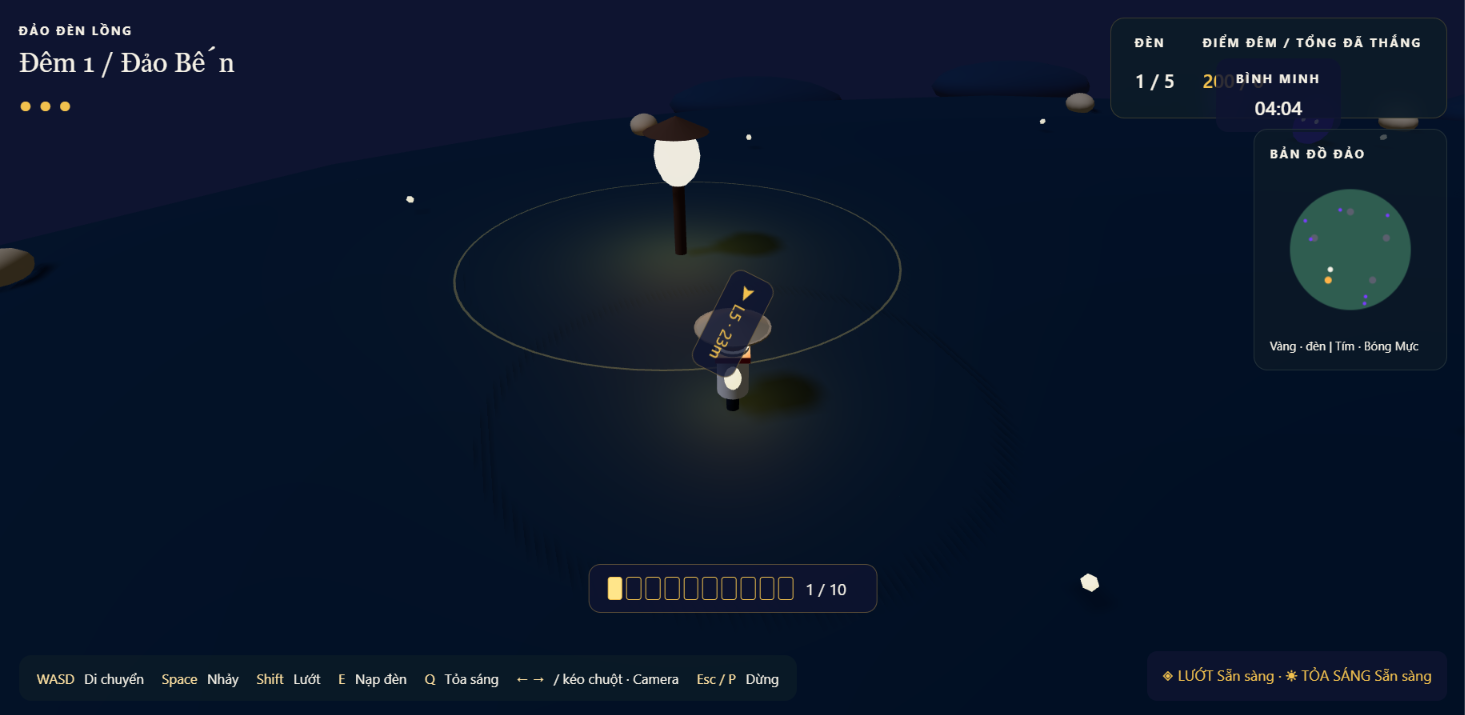 ĐẢO ĐÈN LỒNG
Đêm 1 / Đảo Bến
ĐÈN
ĐIỂM ĐÊM / TỔNG ĐÃ THẮNG
1 / 5
200 / 0
BÌNH MINH
04:04
BẢN ĐỒ ĐẢO
Vàng · đèn | Tím · Bóng Mực
L5 · 23m
1 / 10
WASD Di chuyển Space Nhảy Shift Lướt E Nạp đèn Q Tỏa sáng ←→ / kéo chuột · Camera Esc / P Dừng
◈ LƯỚT Sẵn sàng · ☀ TỎA SÁNG Sẵn sàng